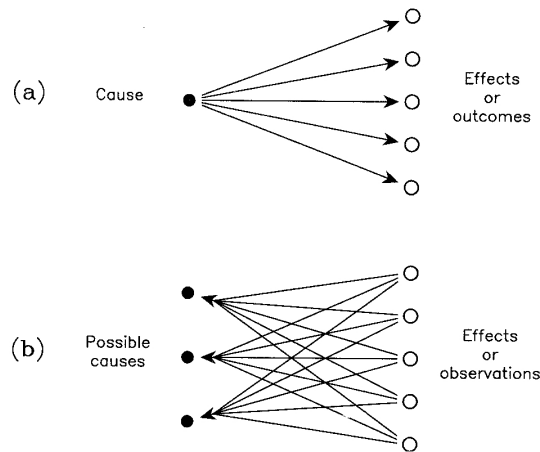 (a)
Cause
Effects
or
outcomes
(b)
Possible
causes
Effects
or
observations